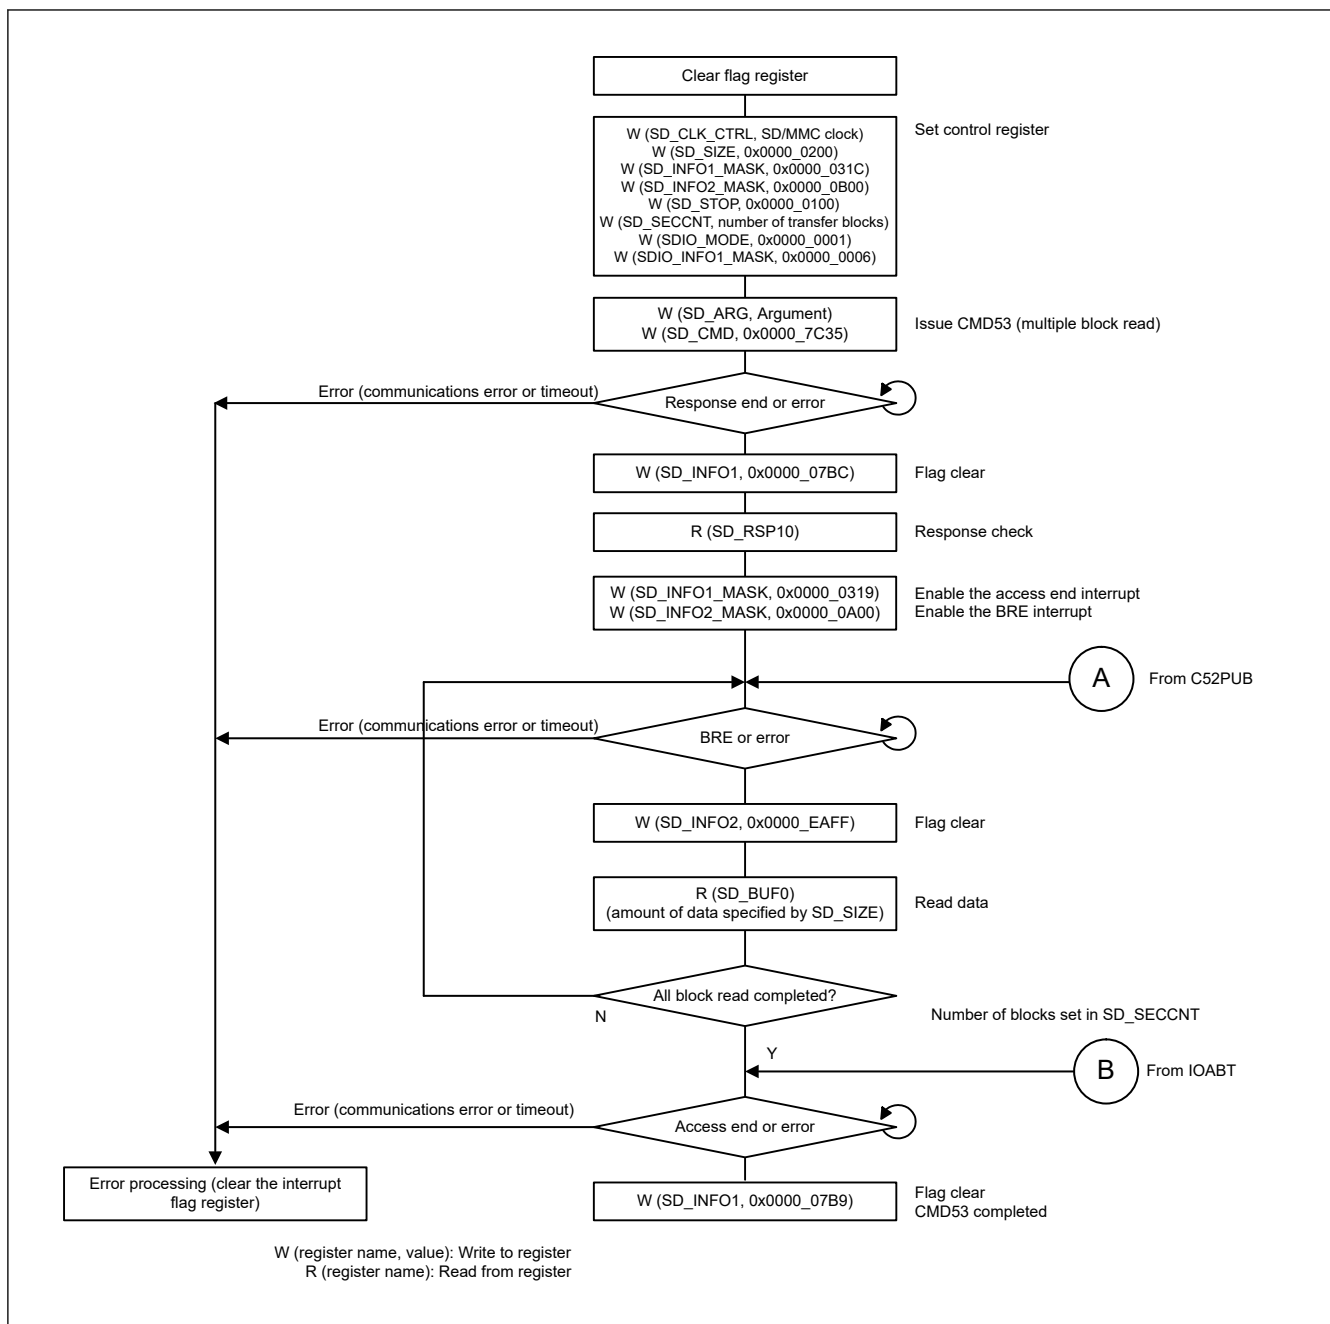 Clear flag register
W (SD_CLK_CTRL, SD/MMC clock)
W (SD_SIZE, 0x0000_0200)
W (SD_INFO1_MASK, 0x0000_031C)
W (SD_INFO2_MASK, 0x0000_0B00)
W (SD_STOP, 0x0000_0100)
W (SD_SECCNT, number of transfer blocks)
W (SDIO_MODE, 0x0000_0001)
W (SDIO_INFO1_MASK, 0x0000_0006)
Set control register
W (SD_ARG, Argument)
W (SD_CMD, 0x0000_7C35)
Issue CMD53 (multiple block read)
Error (communications error or timeout)
Response end or error
W (SD_INFO1, 0x0000_07BC)
Flag clear
R (SD_RSP10)
Response check
W (SD_INFO1_MASK, 0x0000_0319)
W (SD_INFO2_MASK, 0x0000_0A00)
Enable the access end interrupt
Enable the BRE interrupt
A
From C52PUB
Error (communications error or timeout)
BRE or error
W (SD_INFO2, 0x0000_EAFF)
Flag clear
R (SD_BUF0)
(amount of data specified by SD_SIZE)
Read data
All block read completed?
N
Number of blocks set in SD_SECCNT
Y
B
From IOABT
Error (communications error or timeout)
Access end or error
Error processing (clear the interrupt
flag register)
W (SD_INFO1, 0x0000_07B9)
Flag clear
CMD53 completed
W (register name, value): Write to register
R (register name): Read from register